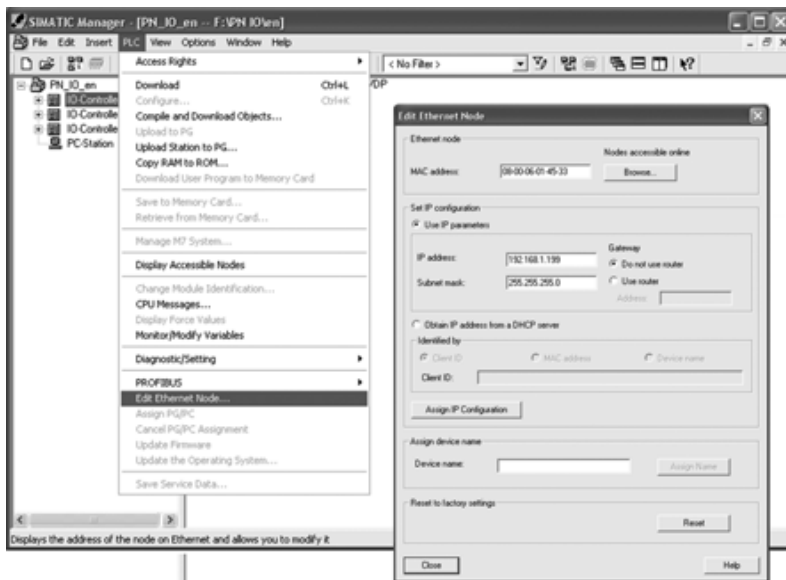 SIMATIC Manager - [PN_IO_en -- F:\PN IO\en]
File Edit Insert PLC View Options Window Help
< No Filter >
PN_IO_en
IO-Controlle
IO-Controlle
IO-Controlle
PC-Station
/DP
Access Rights
Download Ctrl+L
Configure... Ctrl+K
Compile and Download Objects...
Upload to PG
Upload Station to PG...
Copy RAM to ROM...
Download User Program to Memory Card
Save to Memory Card...
Retrieve from Memory Card...
Manage M7 System...
Display Accessible Nodes
Change Module Identification...
CPU Messages...
Display Force Values
Monitor/Modify Variables
Diagnostic/Setting
PROFIBUS
Edit Ethernet Node...
Assign PG/PC
Cancel PG/PC Assignment
Update Firmware
Update the Operating System...
Save Service Data...
Displays the address of the node on Ethernet and allows you to modify it
Edit Ethernet Node
Ethernet node
Nodes accessible online
MAC address: 08-00-06-01-45-33 Browse...
Set IP configuration
Use IP parameters
Gateway
IP address: 192.168.1.199 Do not use router
Subnet mask: 255.255.255.0 Use router
Address:
Obtain IP address from a DHCP server
Identified by
Client ID MAC address Device name
Client ID:
Assign IP Configuration
Assign device name
Device name: Assign Name
Reset to factory settings
Reset
Close Help